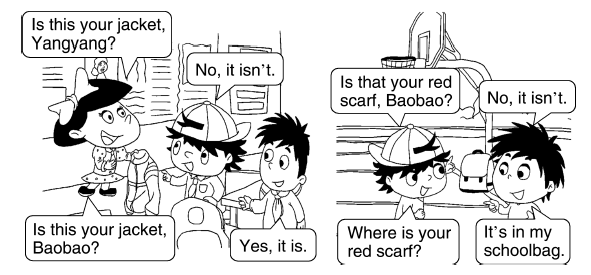 Is this your jacket,
Yangyang?
No, it isn't.
Is this your jacket,
Baobao?
Yes, it is.
Is that your red
scarf, Baobao?
No, it isn't.
Where is your
red scarf?
It's in my
schoolbag.